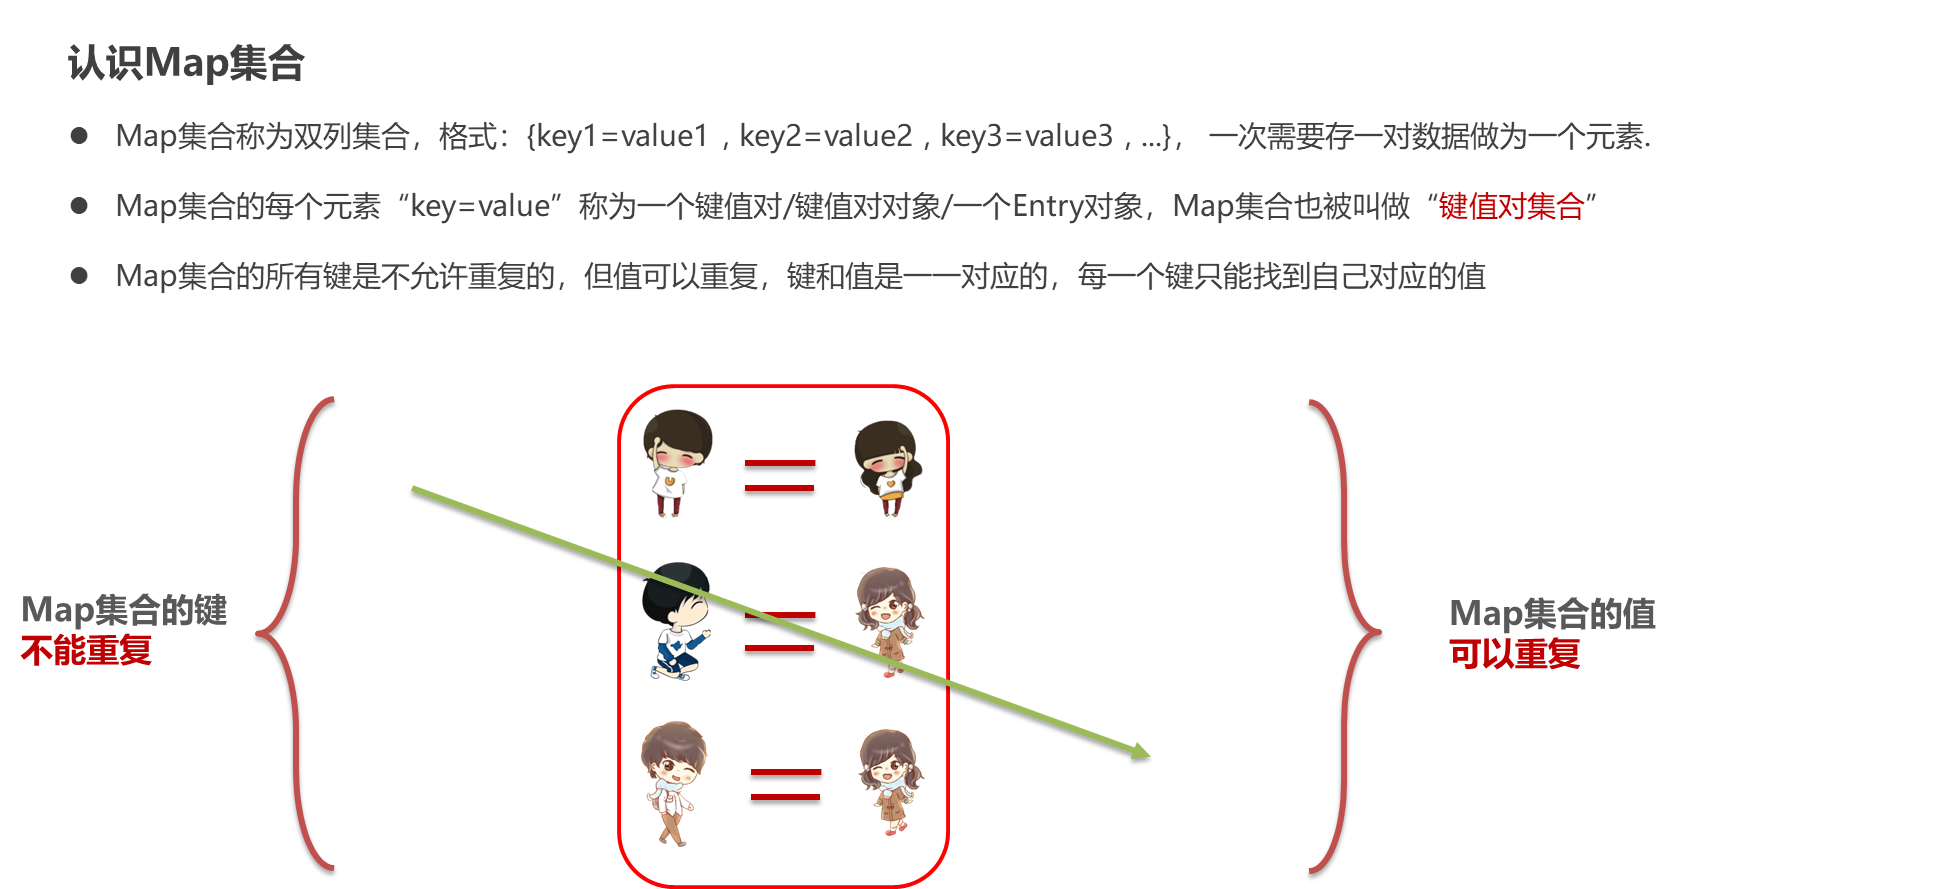 认识Map集合
● Map集合称为双列集合，格式：{key1=value1 , key2=value2 , key3=value3 , ...}， 一次需要存一对数据做为一个元素.
● Map集合的每个元素“key=value”称为一个键值对/键值对对象/一个Entry对象，Map集合也被叫做“键值对集合”
● Map集合的所有键是不允许重复的，但值可以重复，键和值是一一对应的，每一个键只能找到自己对应的值
Map集合的键
不能重复
Map集合的值
可以重复